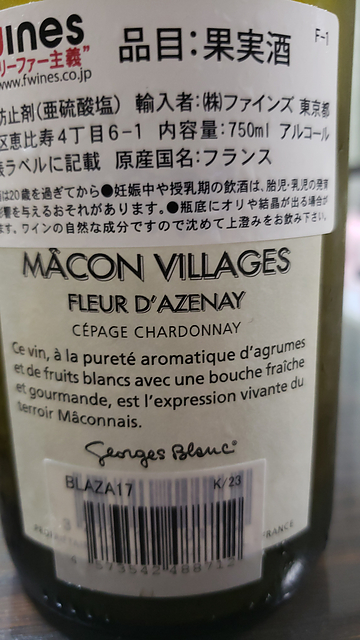 ines 品目:果実酒 F-1
リーファー主義"
www.fwines.co.jp
防止剤(亜硫酸塩) 輸入者:㈱ファインズ 東京都
区恵比寿4丁目6-1 内容量:750ml アルコール
ラベルに記載 原産国名:フランス
は20歳を過ぎてから●妊娠中や授乳期の飲酒は、胎児・乳児の発育
影響を与えるおそれがあります。●瓶底にオリや結晶が出る場合が
ます。ワインの自然な成分ですので沈めて上澄みをお飲み下さい。
MÂCON VILLAGES
FLEUR D'AZENAY
CÉPAGE CHARDONNAY
Ce vin, à la pureté aromatique d'agrumes
et de fruits blancs avec une bouche fraîche
et gourmande, est l'expression vivante du
terroir Mâconnais.
Georges Blanc
BLAZA17 K/23
4 573542 488712
FRANCE